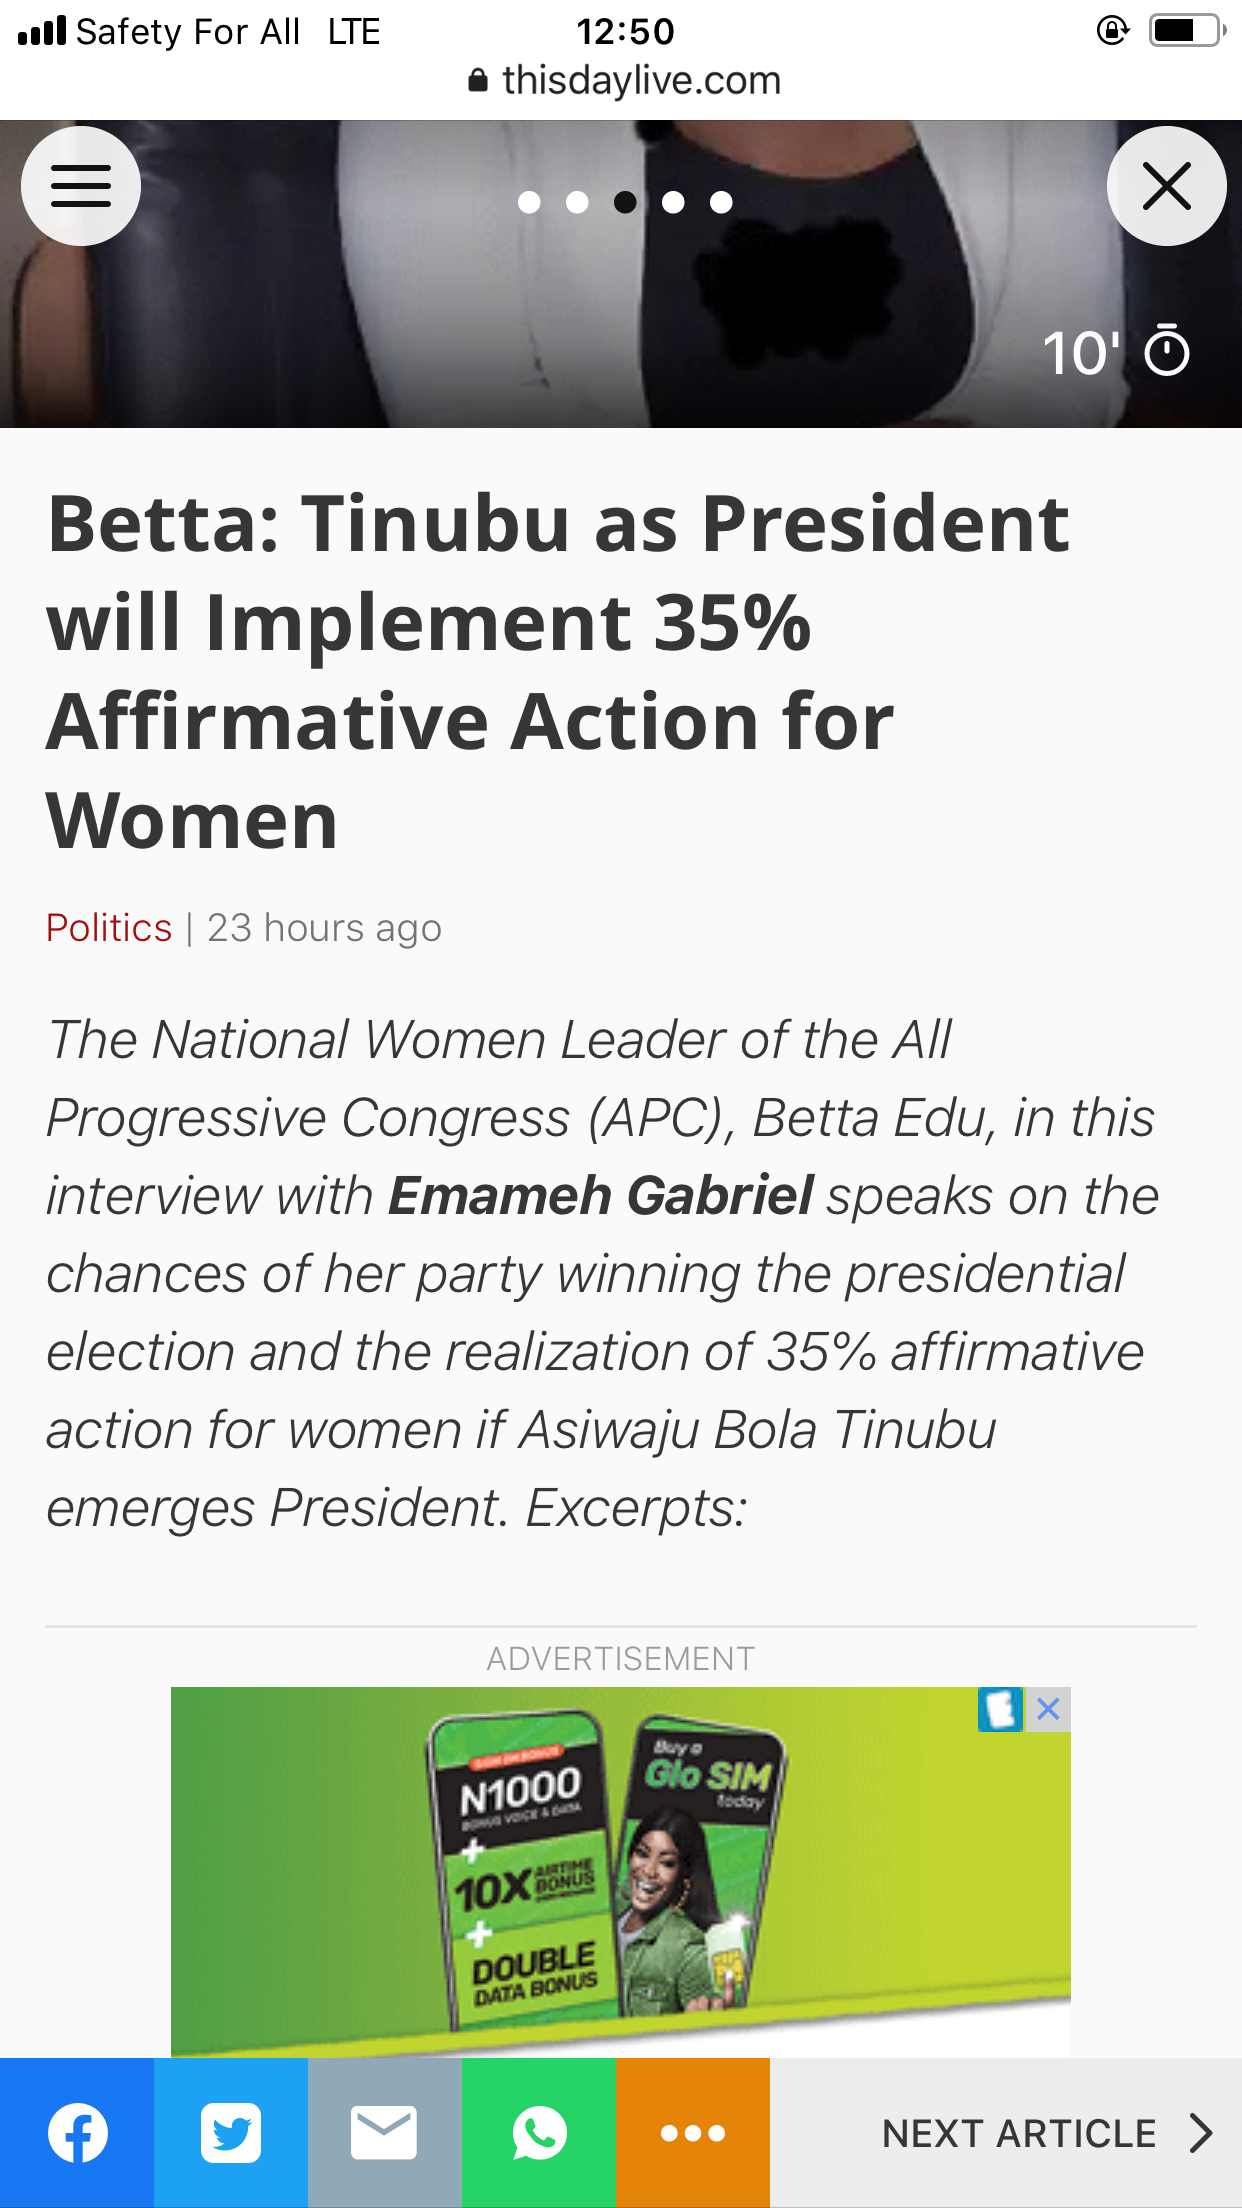 Safety For All LTE 12:50
thisdaylive.com
10'
Betta: Tinubu as President
will Implement 35%
Affirmative Action for
Women
Politics | 23 hours ago
The National Women Leader of the All
Progressive Congress (APC), Betta Edu, in this
interview with Emameh Gabriel speaks on the
chances of her party winning the presidential
election and the realization of 35% affirmative
action for women if Asiwaju Bola Tinubu
emerges President. Excerpts:
ADVERTISEMENT
SIGN ON BONUS
N1000
BONUS VOICE & DATA
+
10X AIRTIME
BONUS
+
DOUBLE
DATA BONUS
Buy a
Glo SIM
today
NEXT ARTICLE